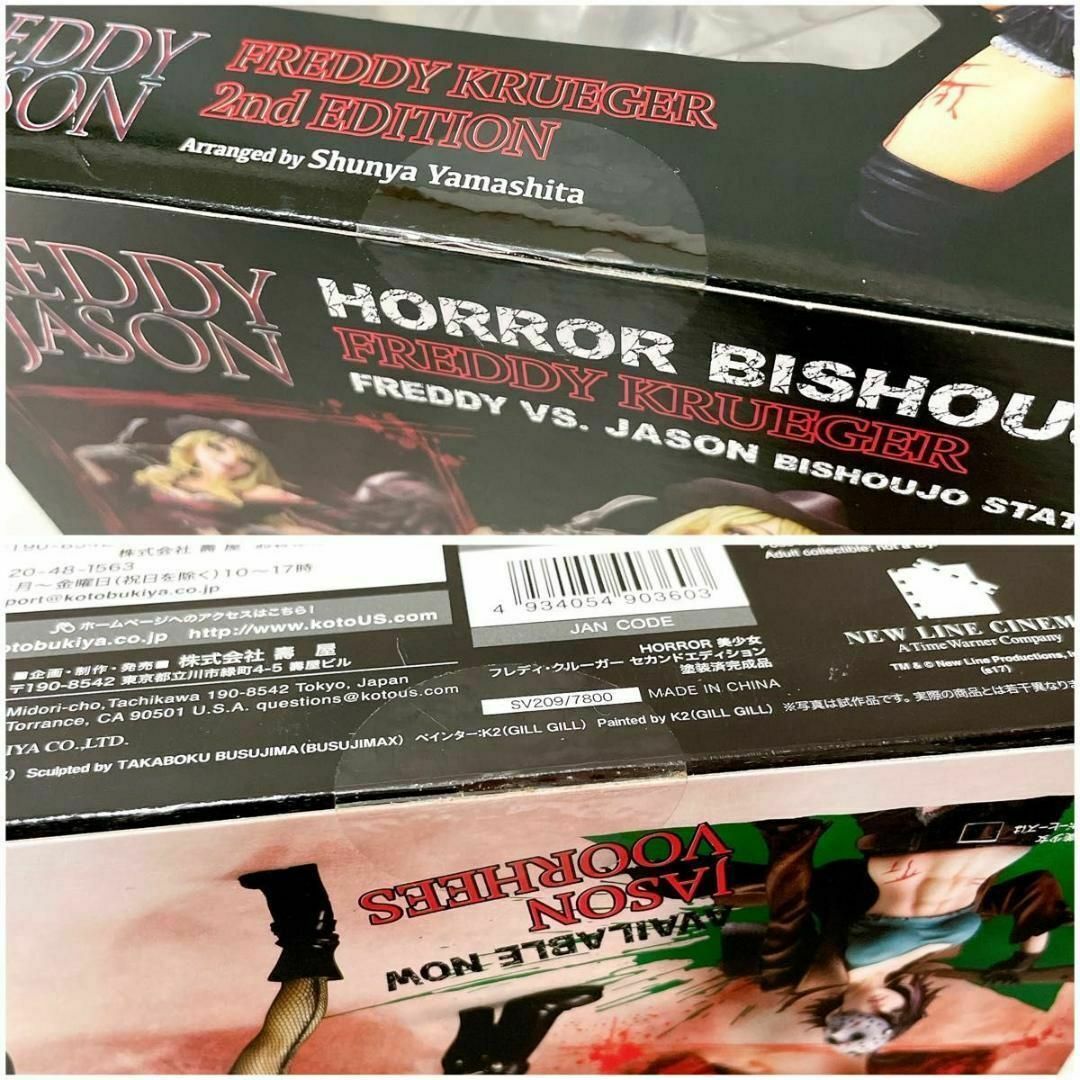 FREDDY
JASON
FREDDY KRUEGER
2nd EDITION
Arranged by Shunya Yamashita
FREDDY
JASON
HORROR BISHOU
FREDDY KRUEGER
FREDDY VS. JASON BISHOUJO STAT
株式会社 壽屋
20-48-1563
月～金曜日(祝日を除く)10～17時
port@kotobukiya.co.jp
ホームページへのアクセスはこちら!
otobukiya.co.jp http://www.kotoUS.com
■企画・制作・発売■ 株式会社 壽 屋
〒190-8542 東京都立川市緑町4-5 壽屋ビル
Midori-cho, Tachikawa 190-8542 Tokyo, Japan
Torrance, CA 90501 U.S.A. questions@kotous.com
IYA CO.,LTD.
Sculpted by TAKABOKU BUSUJIMA(BUSUJIMAX) ペインター:K2(GILL GILL) Painted by K2(GILL GILL) ※写真は試作品です。実際の商品とは若干異なりま
4 934054 903603
JAN CODE
HORROR 美少女
フレディ・クルーガー セカンドエディション
塗装済完成品
SV209/7800 MADE IN CHINA
Adult collectible, not a
NEW LINE CINEM
A Time Warner Company
TM & © New Line Productions, I
(s17)
JASON
VOORHEES
AVAILABLE NOW